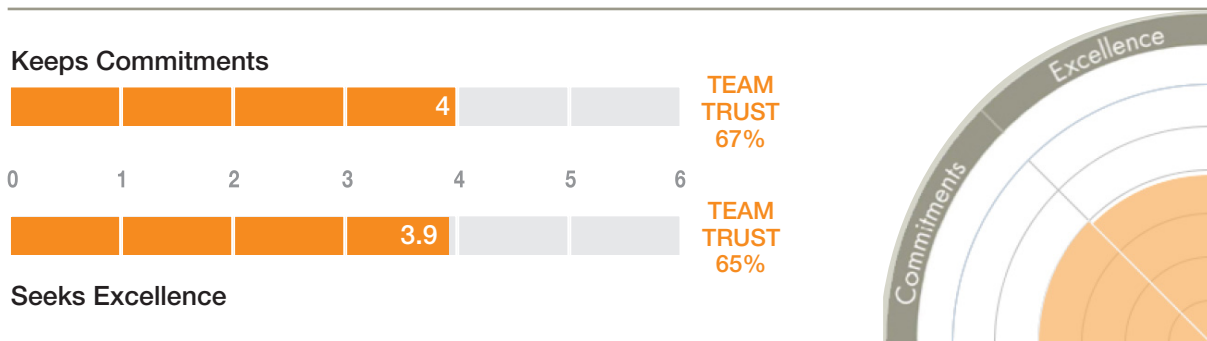 Keeps Commitments
4
TEAM
TRUST
67%
0 1 2 3 4 5 6
3.9
TEAM
TRUST
65%
Seeks Excellence
Excellence
Commitments